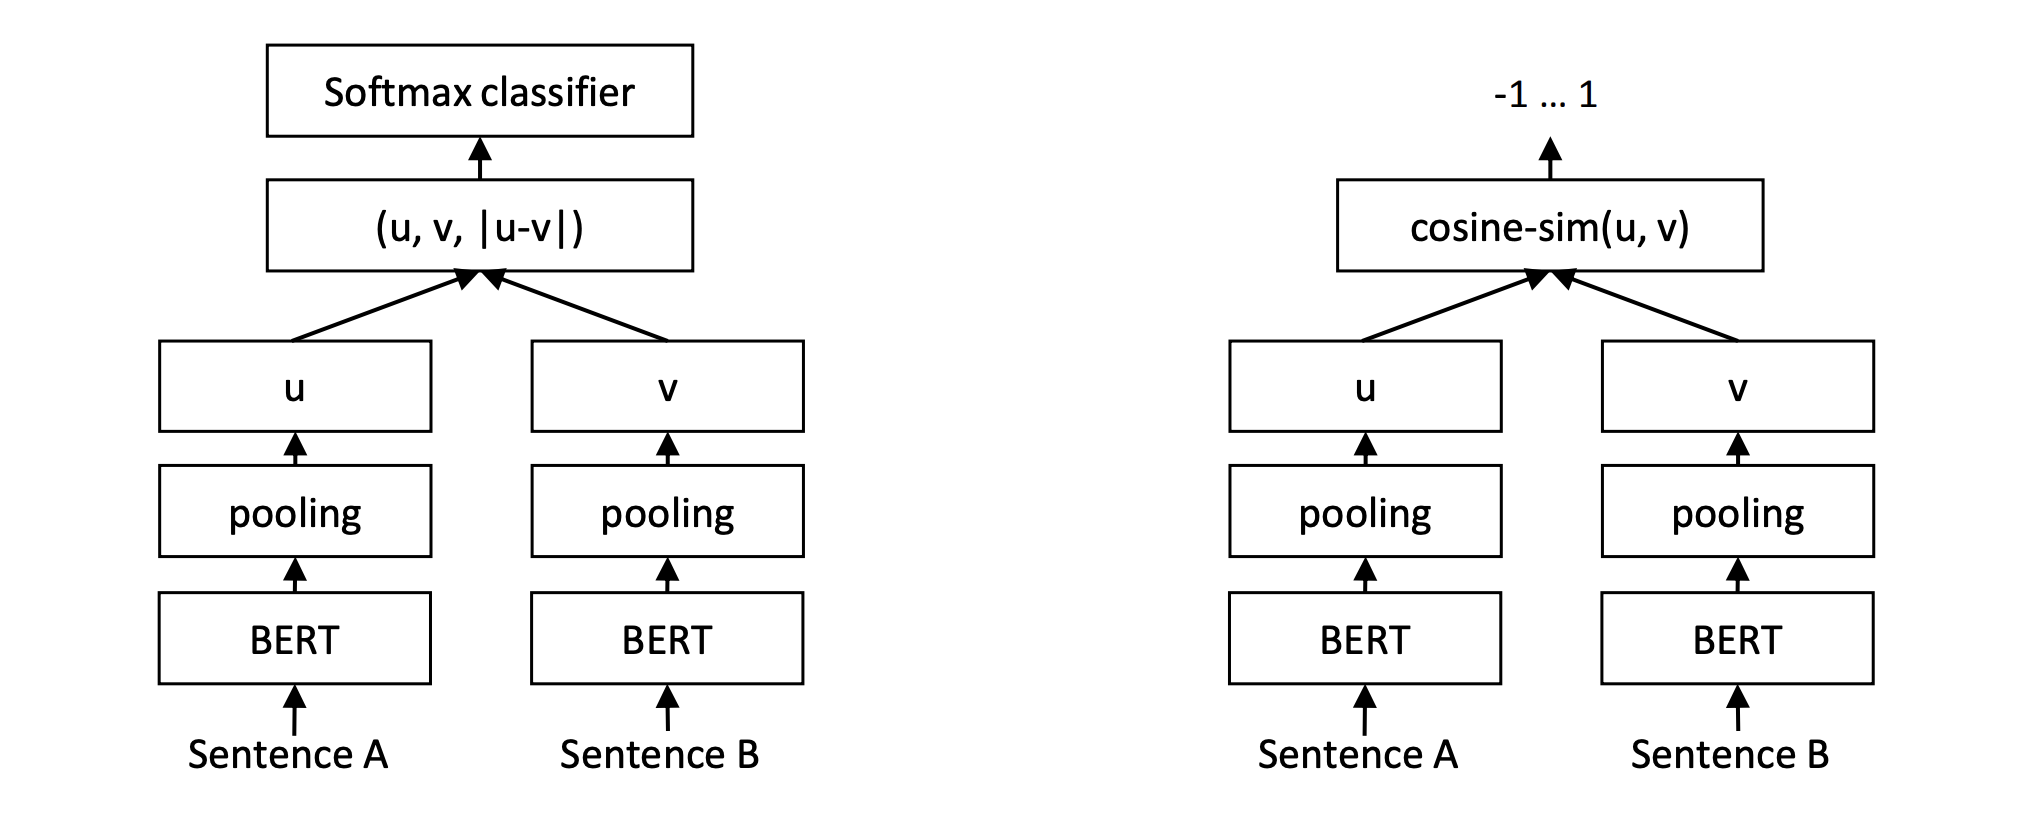 Softmax classifier
(u, v, |u-v|)
u
v
pooling
pooling
BERT
BERT
Sentence A
Sentence B
-1 ... 1
cosine-sim(u, v)
u
v
pooling
pooling
BERT
BERT
Sentence A
Sentence B